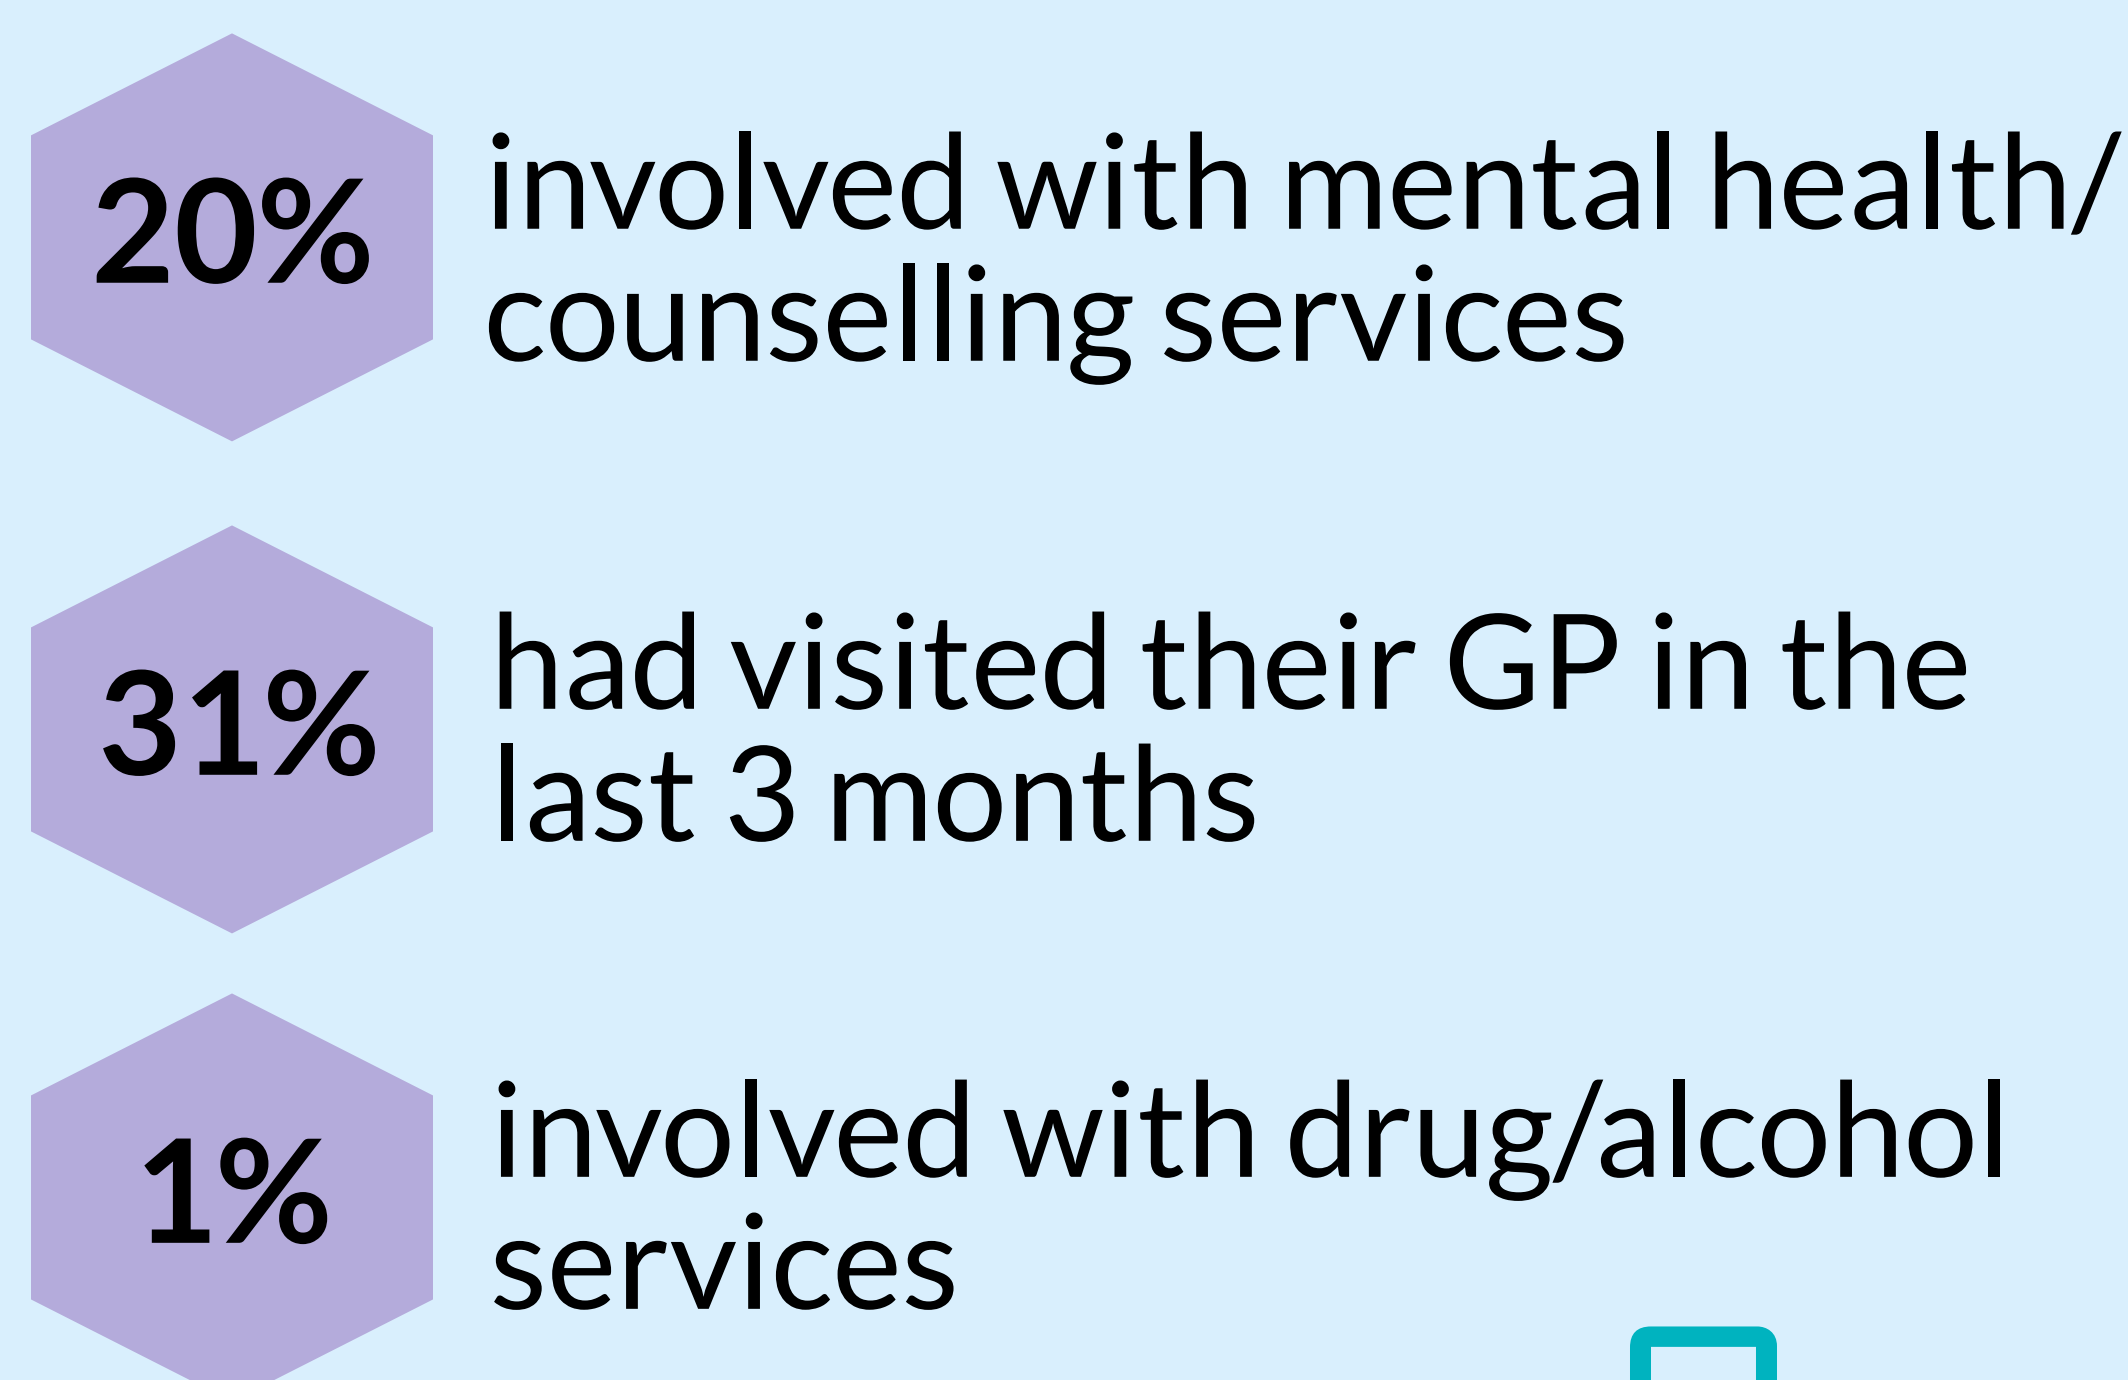 20%
involved with mental health/
counselling services
31%
had visited their GP in the
last 3 months
1%
involved with drug/alcohol
services